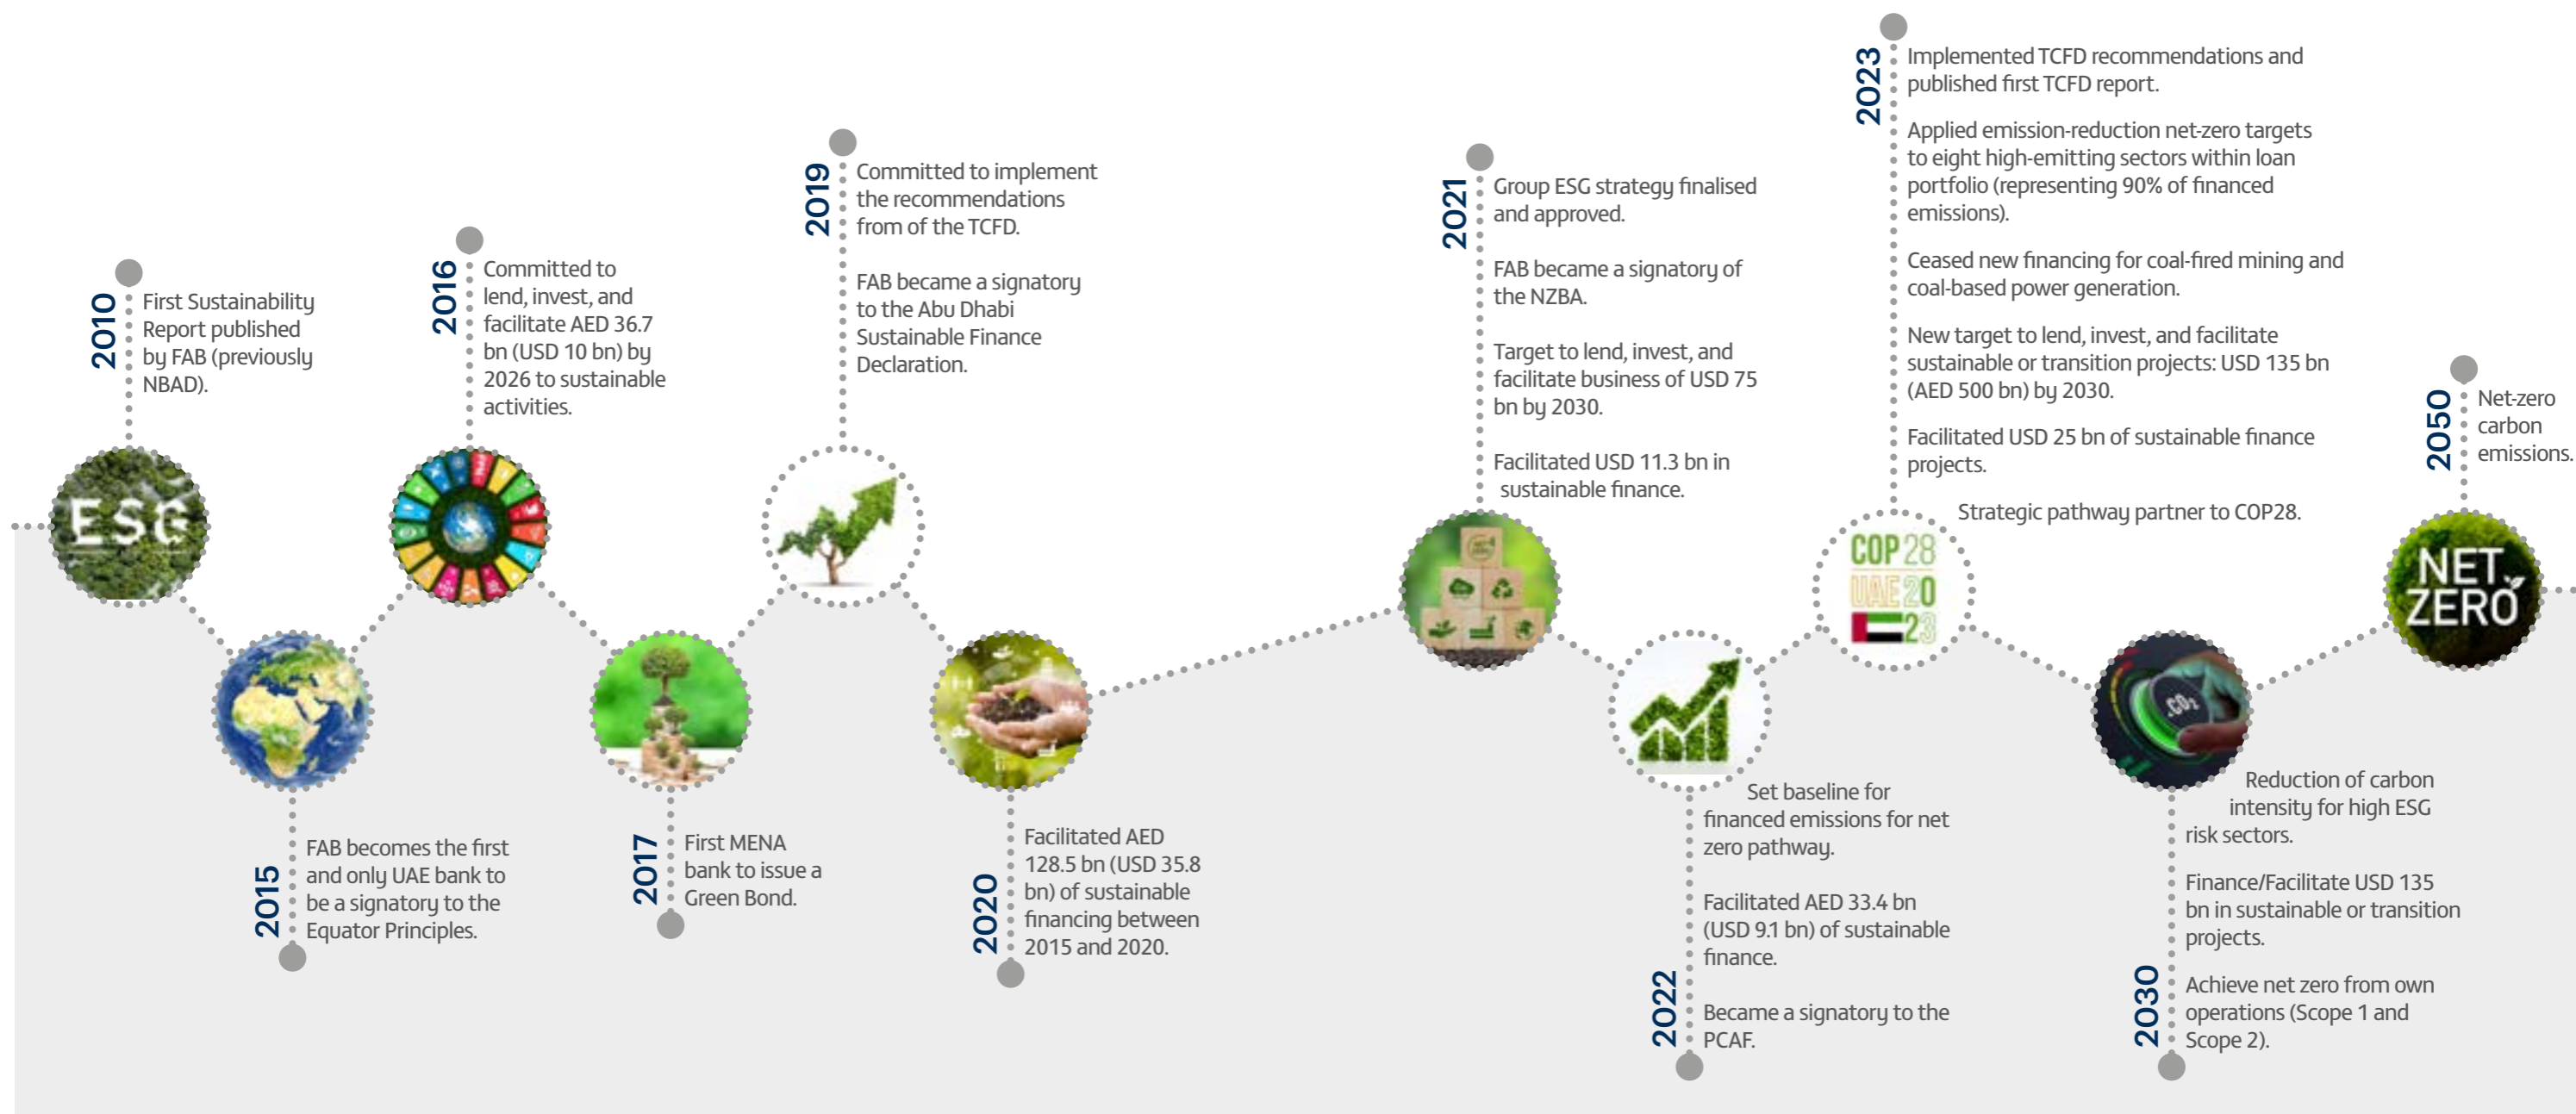 2010
First Sustainability
Report published
by FAB (previously
NBAD).
ESG
2015
FAB becomes the first
and only UAE bank to
be a signatory to the
Equator Principles.
2016
Committed to
lend, invest, and
facilitate AED 36.7
bn (USD 10 bn) by
2026 to sustainable
activities.
2017
First MENA
bank to issue a
Green Bond.
2019
Committed to implement
the recommendations
from of the TCFD.
FAB became a signatory
to the Abu Dhabi
Sustainable Finance
Declaration.
2020
Facilitated AED
128.5 bn (USD 35.8
bn) of sustainable
financing between
2015 and 2020.
2021
Group ESG strategy finalised
and approved.
FAB became a signatory of
the NZBA.
Target to lend, invest, and
facilitate business of USD 75
bn by 2030.
Facilitated USD 11.3 bn in
sustainable finance.
2022
Set baseline for
financed emissions for net
zero pathway.
Facilitated AED 33.4 bn
(USD 9.1 bn) of sustainable
finance.
Became a signatory to the
PCAF.
2023
Implemented TCFD recommendations and
published first TCFD report.
Applied emission-reduction net-zero targets
to eight high-emitting sectors within loan
portfolio (representing 90% of financed
emissions).
Ceased new financing for coal-fired mining and
coal-based power generation.
New target to lend, invest, and facilitate
sustainable or transition projects: USD 135 bn
(AED 500 bn) by 2030.
Facilitated USD 25 bn of sustainable finance
projects.
Strategic pathway partner to COP28.
COP 28
UAE 20
23
2030
CO2
Reduction of carbon
intensity for high ESG
risk sectors.
Finance/Facilitate USD 135
bn in sustainable or transition
projects.
Achieve net zero from own
operations (Scope 1 and
Scope 2).
2050
Net-zero
carbon
emissions.
NET
ZERO